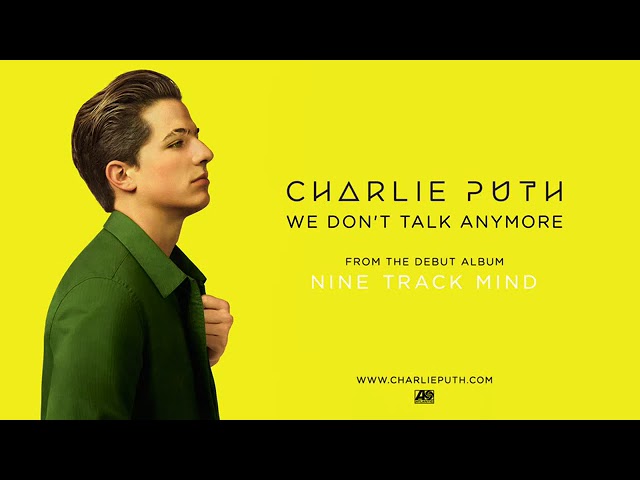 CHARLIE PUTH
WE DON'T TALK ANYMORE
FROM THE DEBUT ALBUM
NINE TRACK MIND
WWW.CHARLIEPUTH.COM